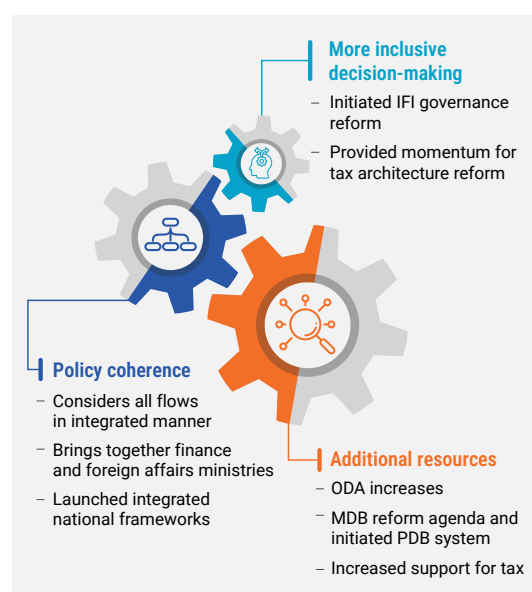 More inclusive
decision-making
– Initiated IFI governance
reform
– Provided momentum for
tax architecture reform
Policy coherence
– Considers all flows
in integrated manner
– Brings together finance
and foreign affairs ministries
– Launched integrated
national frameworks
Additional resources
– ODA increases
– MDB reform agenda and
initiated PDB system
– Increased support for tax